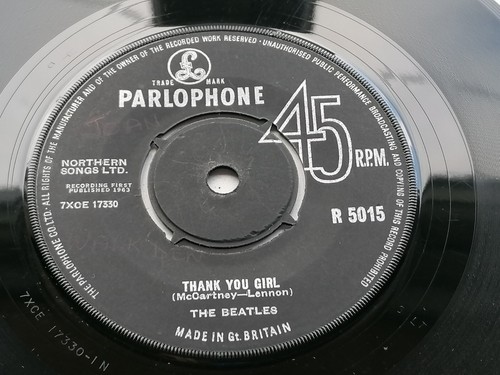 THE PARLOPHONE CO. LTD. ALL RIGHTS OF THE MANUFACTURER AND OF THE OWNER OF THE RECORDED WORK RESERVED · UNAUTHORISED PUBLIC PERFORMANCE BROADCASTING AND COPYING OF THIS RECORD PROHIBITED
£
TRADE MARK
PARLOPHONE
45
R.P.M.
NORTHERN
SONGS LTD.
RECORDING FIRST
PUBLISHED 1963
7XCE 17330
R 5015
THANK YOU GIRL
(McCartney—Lennon)
THE BEATLES
MADE IN Gt. BRITAIN
7XCE 17330-1N